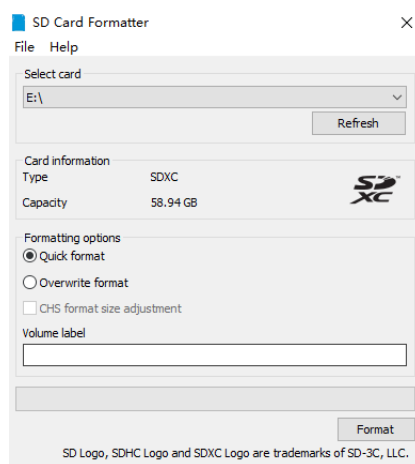 SD Card Formatter
File Help
Select card
E:\
Refresh
Card information
Type SDXC
Capacity 58.94 GB
SD XC
Formatting options
Quick format
Overwrite format
CHS format size adjustment
Volume label
Format
SD Logo, SDHC Logo and SDXC Logo are trademarks of SD-3C, LLC.